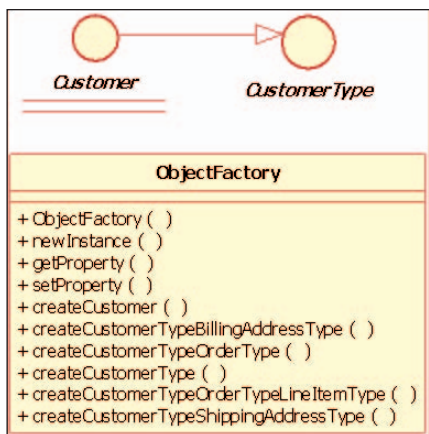 Customer
CustomerType
ObjectFactory
+ ObjectFactory ( )
+ newInstance ( )
+ getProperty ( )
+ setProperty ( )
+ createCustomer ( )
+ createCustomerTypeBillingAddressType ( )
+ createCustomerTypeOrderType ( )
+ createCustomerType ( )
+ createCustomerTypeOrderTypeLineItemType ( )
+ createCustomerTypeShippingAddressType ( )